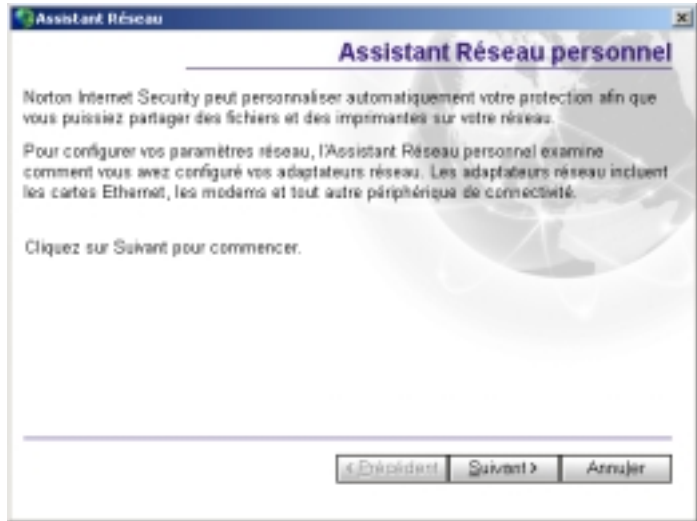 Assistant Réseau
Assistant Réseau personnel
Norton Internet Security peut personnaliser automatiquement votre protection afin que
vous puissiez partager des fichiers et des imprimantes sur votre réseau.
Pour configurer vos paramètres réseau, l'Assistant Réseau personnel examine
comment vous avez configuré vos adaptateurs réseau. Les adaptateurs réseau incluent
les cartes Ethernet, les modems et tout autre périphérique de connectivité.
Cliquez sur Suivant pour commencer.
< Précédent Suivant > Annuler